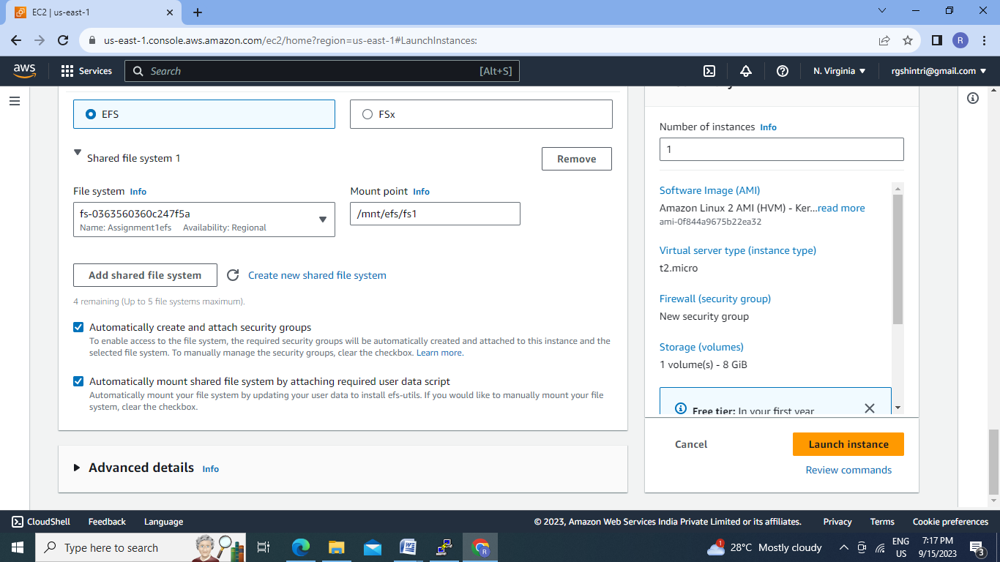 EC2 | us-east-1
us-east-1.console.aws.amazon.com/ec2/home?region=us-east-1#LaunchInstances:
R
aws
Services
Search
[Alt+S]
N. Virginia
rgshintri@gmail.com
EFS
FSx
Shared file system 1
Remove
File system Info
Mount point Info
fs-0363560360c247f5a
Name: Assignment1efs Availability: Regional
/mnt/efs/fs1
Add shared file system
Create new shared file system
4 remaining (Up to 5 file systems maximum).
Automatically create and attach security groups
To enable access to the file system, the required security groups will be automatically created and attached to this instance and the
selected file system. To manually manage the security groups, clear the checkbox. Learn more.
Automatically mount shared file system by attaching required user data script
Automatically mount your file system by updating your user data to install efs-utils. If you would like to manually mount your file
system, clear the checkbox.
Advanced details Info
Number of instances Info
1
Software Image (AMI)
Amazon Linux 2 AMI (HVM) - Ker...read more
ami-0f844a9675b22ea32
Virtual server type (instance type)
t2.micro
Firewall (security group)
New security group
Storage (volumes)
1 volume(s) - 8 GiB
Free tier: In your first year
Cancel
Launch instance
Review commands
CloudShell
Feedback
Language
© 2023, Amazon Web Services India Private Limited or its affiliates.
Privacy
Terms
Cookie preferences
Type here to search
W
R
1
28°C Mostly cloudy
ENG
US
7:17 PM
9/15/2023
3